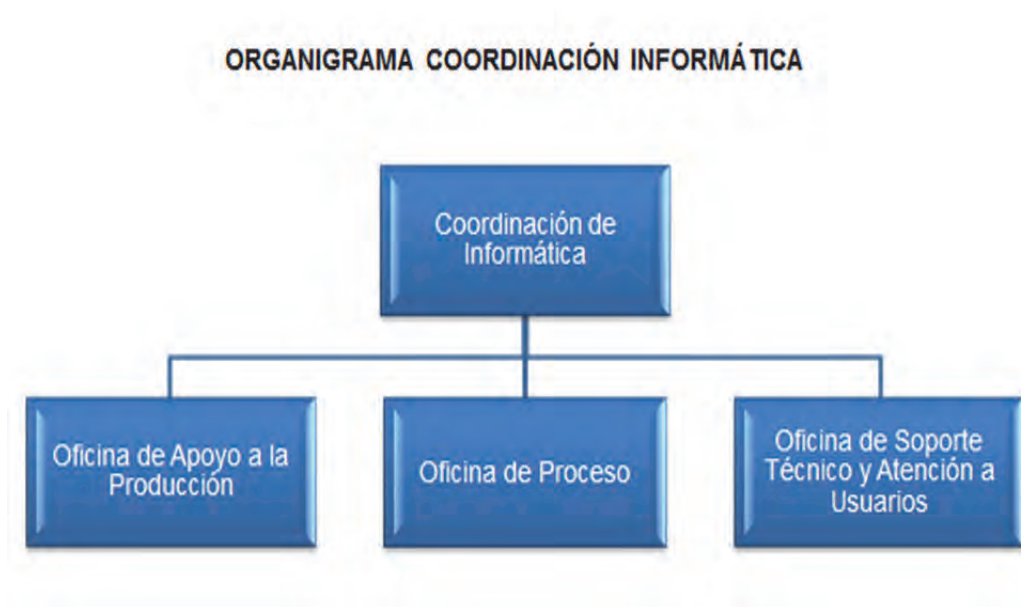 ORGANIGRAMA COORDINACIÓN INFORMÁTICA
Coordinación de
Informática
Oficina de Apoyo a la
Producción
Oficina de Proceso
Oficina de Soporte
Técnico y Atención a
Usuarios